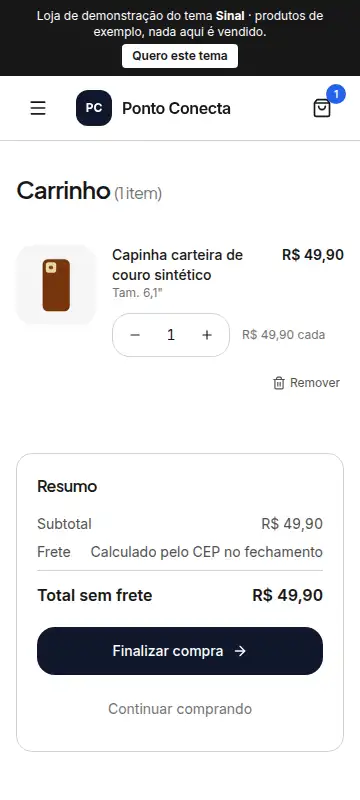 Loja de demonstração do tema Sinal · produtos de
exemplo, nada aqui é vendido.
Quero este tema
PC
Ponto Conecta
1
Carrinho (1 item)
Capinha carteira de
couro sintético
R$ 49,90
Tam. 6,1"
− 1 +
R$ 49,90 cada
Remover
Resumo
Subtotal R$ 49,90
Frete Calculado pelo CEP no fechamento
Total sem frete R$ 49,90
Finalizar compra →
Continuar comprando